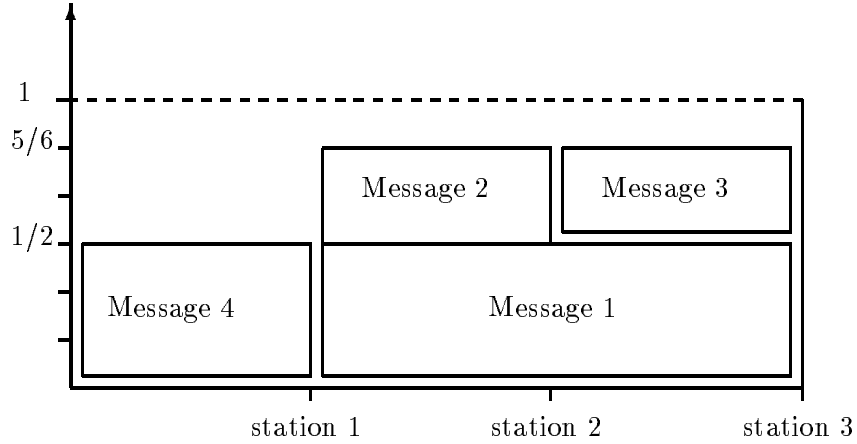 1
5/6
Message 2
Message 3
1/2
Message 4
Message 1
station 1
station 2
station 3